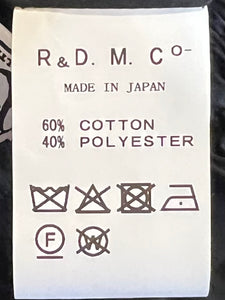 R & D. M. Co-
MADE IN JAPAN
60% COTTON
40% POLYESTER
F
W